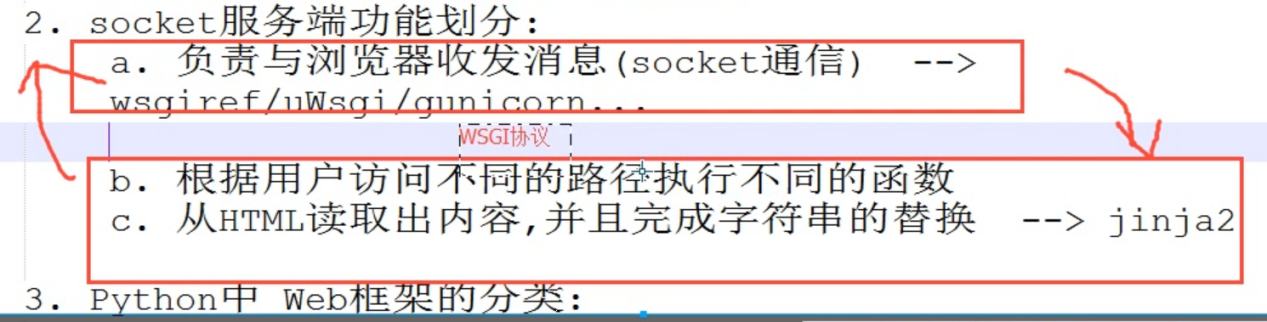 2. socket服务端功能划分:
a. 负责与浏览器收发消息(socket通信) -->
wsgiref/uWsgi/gunicorn...
WSGI协议
b. 根据用户访问不同的路径执行不同的函数
c. 从HTML读取出内容,并且完成字符串的替换 --> jinja2
3. Python中 Web框架的分类: